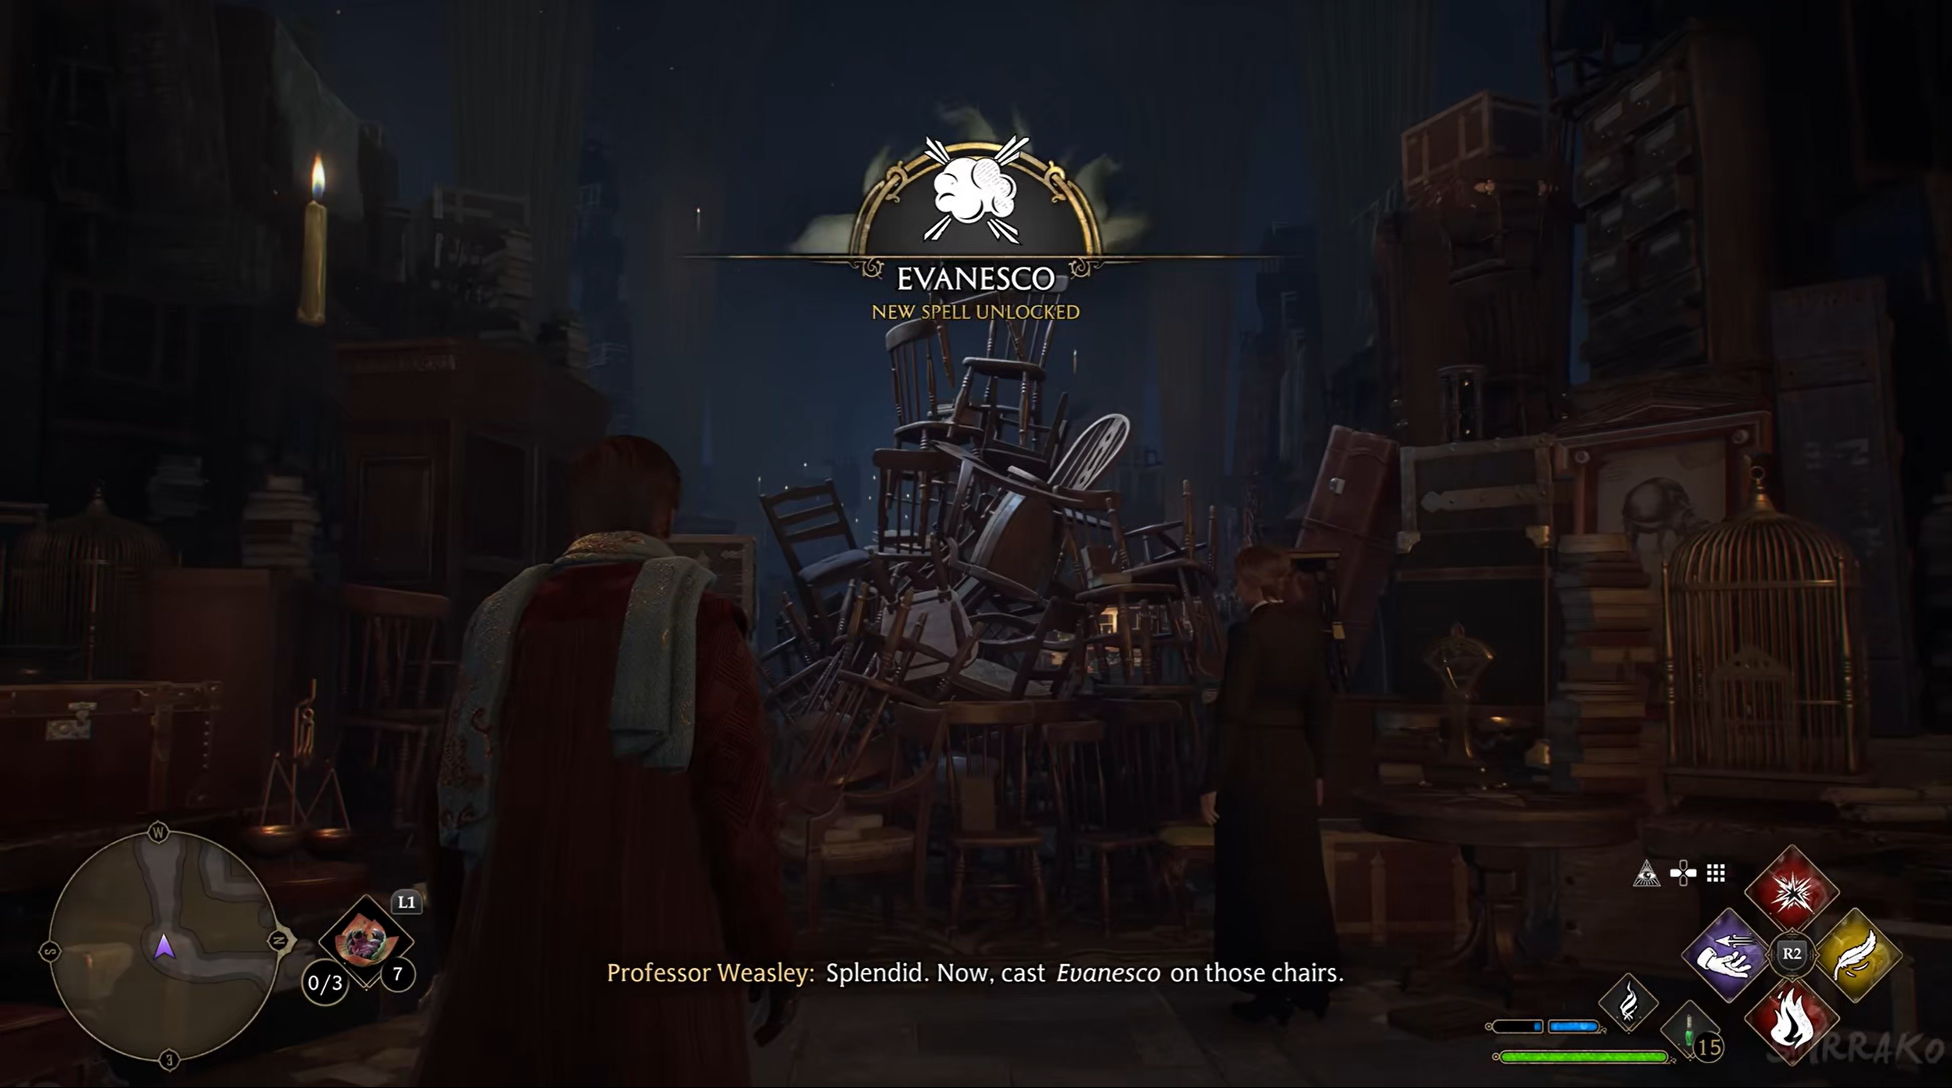 EVANESCO
NEW SPELL UNLOCKED
W
N
S
3
L1
0/3
7
Professor Weasley: Splendid. Now, cast Evanesco on those chairs.
R2
15